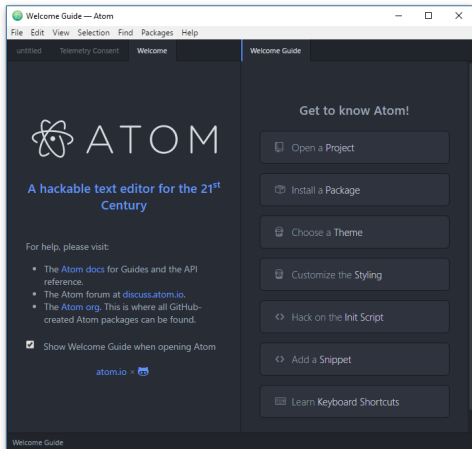 Welcome Guide — Atom
File Edit View Selection Find Packages Help
untitled Telemetry Consent Welcome Welcome Guide
ATOM
A hackable text editor for the 21st
Century
For help, please visit:
The Atom docs for Guides and the API
reference.
The Atom forum at discuss.atom.io.
The Atom org. This is where all GitHub-
created Atom packages can be found.
Show Welcome Guide when opening Atom
atom.io ×
Get to know Atom!
Open a Project
Install a Package
Choose a Theme
Customize the Styling
Hack on the Init Script
Add a Snippet
Learn Keyboard Shortcuts
Welcome Guide